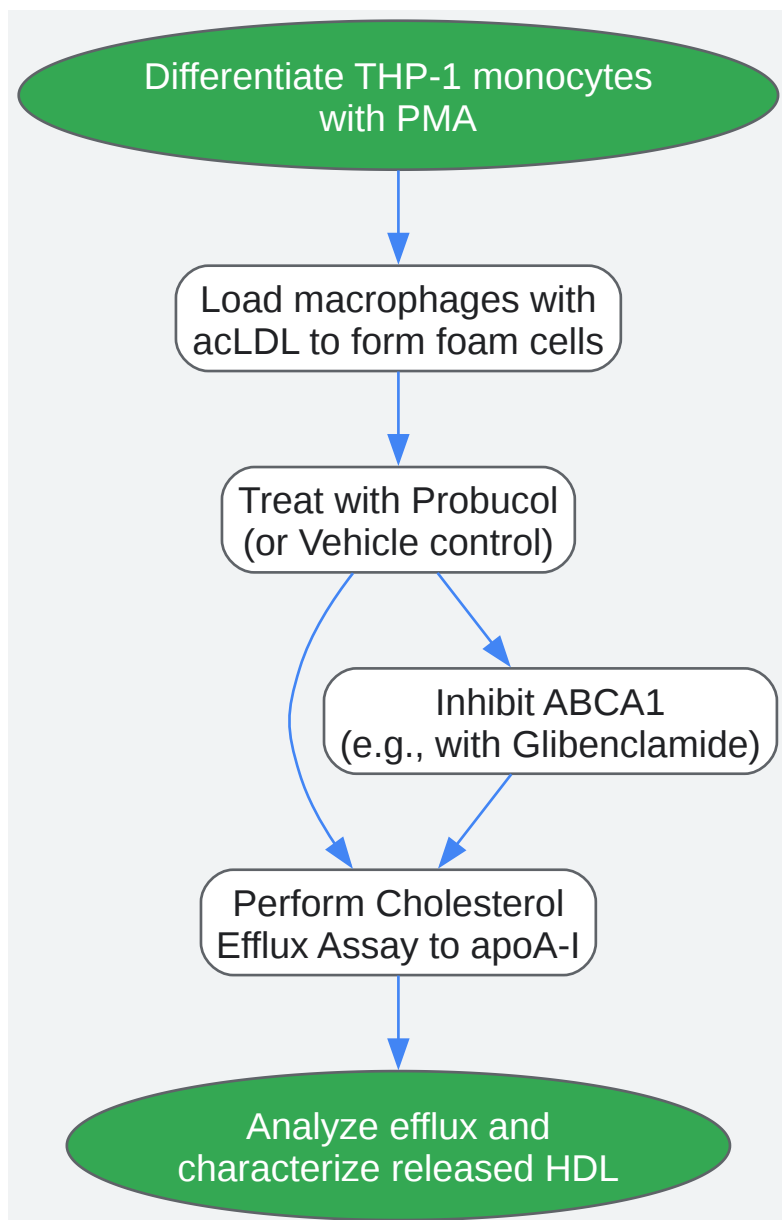 Differentiate THP-1 monocytes
with PMA
Load macrophages with
acLDL to form foam cells
Treat with Probucol
(or Vehicle control)
Inhibit ABCA1
(e.g., with Glibenclamide)
Perform Cholesterol
Efflux Assay to apoA-I
Analyze efflux and
characterize released HDL